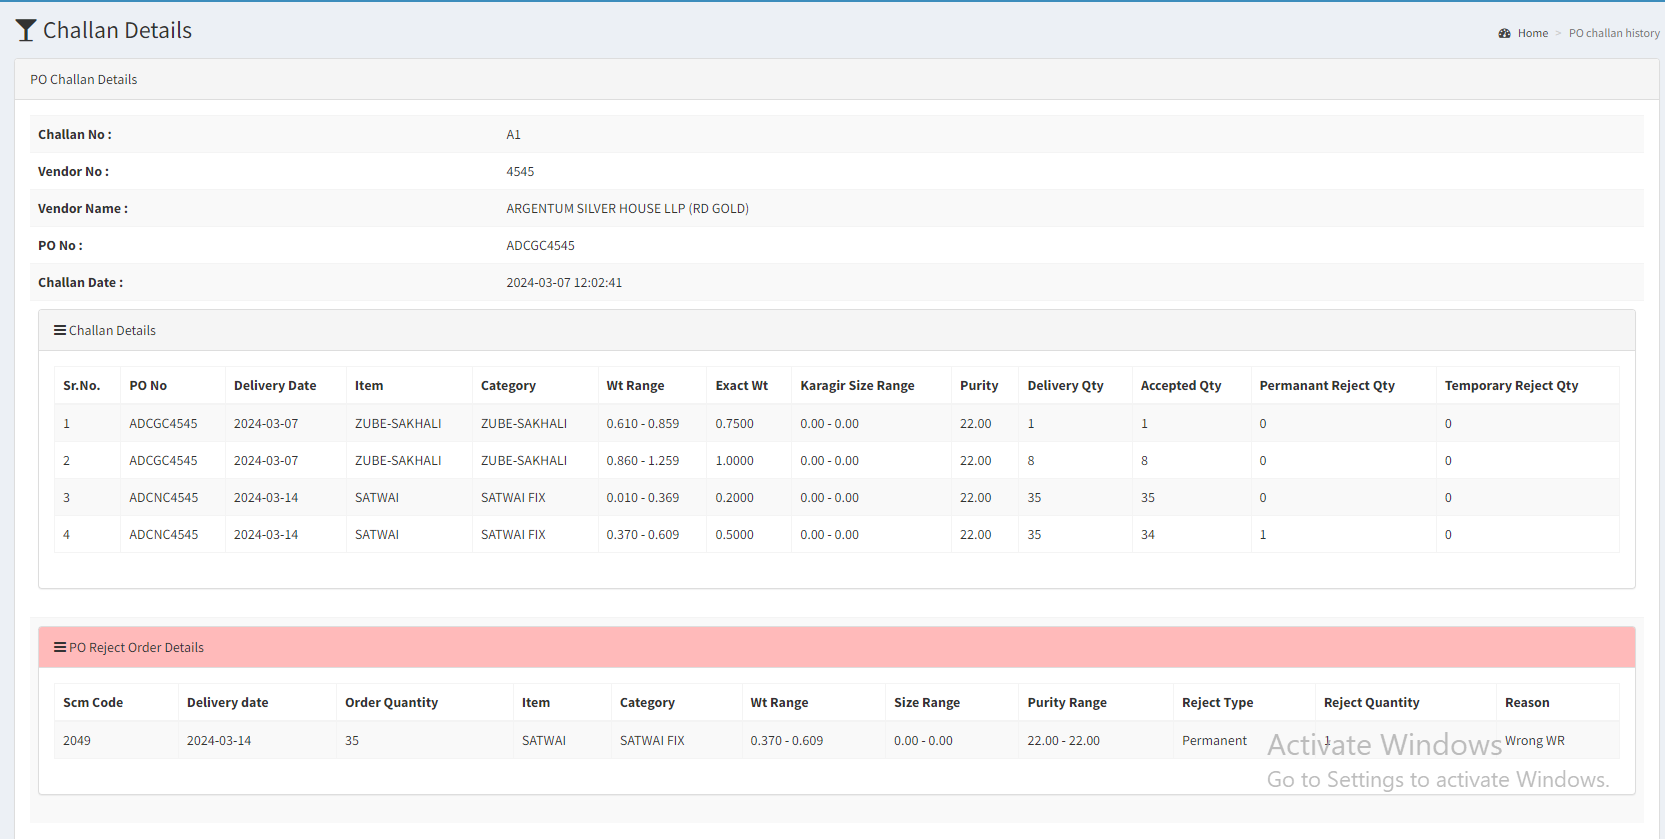 Challan Details
Home > PO challan history
PO Challan Details
Challan No : A1
Vendor No : 4545
Vendor Name : ARGENTUM SILVER HOUSE LLP (RD GOLD)
PO No : ADCGC4545
Challan Date : 2024-03-07 12:02:41
Challan Details
Sr.No. PO No Delivery Date Item Category Wt Range Exact Wt Karagir Size Range Purity Delivery Qty Accepted Qty Permanant Reject Qty Temporary Reject Qty
1 ADCGC4545 2024-03-07 ZUBE-SAKHALI ZUBE-SAKHALI 0.610 - 0.859 0.7500 0.00 - 0.00 22.00 1 1 0 0
2 ADCGC4545 2024-03-07 ZUBE-SAKHALI ZUBE-SAKHALI 0.860 - 1.259 1.0000 0.00 - 0.00 22.00 8 8 0 0
3 ADCNC4545 2024-03-14 SATWAI SATWAI FIX 0.010 - 0.369 0.2000 0.00 - 0.00 22.00 35 35 0 0
4 ADCNC4545 2024-03-14 SATWAI SATWAI FIX 0.370 - 0.609 0.5000 0.00 - 0.00 22.00 35 34 1 0
PO Reject Order Details
Scm Code Delivery date Order Quantity Item Category Wt Range Size Range Purity Range Reject Type Reject Quantity Reason
2049 2024-03-14 35 SATWAI SATWAI FIX 0.370 - 0.609 0.00 - 0.00 22.00 - 22.00 Permanent 1 Wrong WR
Activate Windows
Go to Settings to activate Windows.